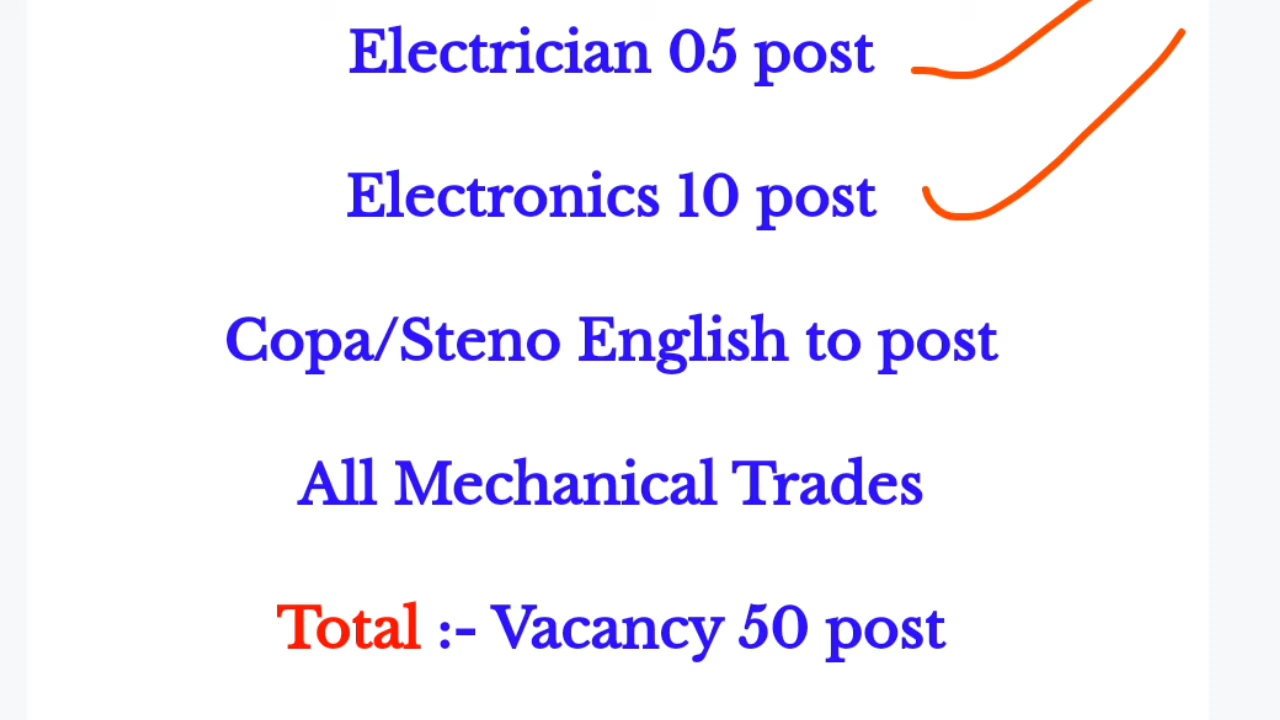 Electrician 05 post
Electronics 10 post
Copa/Steno English to post
All Mechanical Trades
Total :- Vacancy 50 post